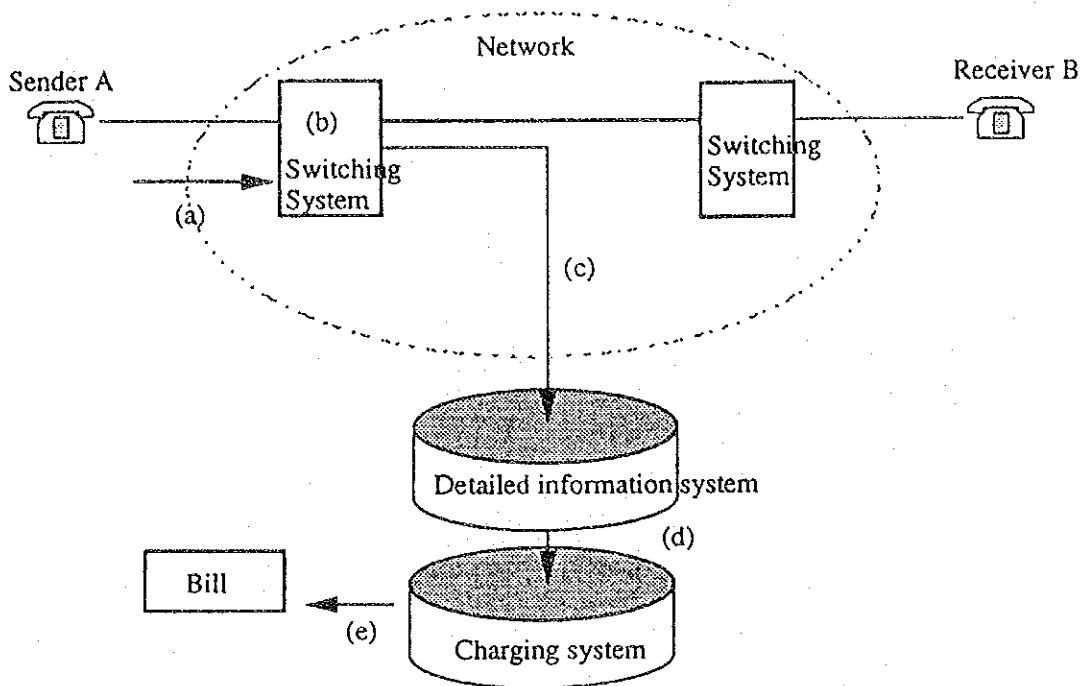 Network
Sender A
Receiver B
(b)
Switching
System
Switching
System
(a)
(c)
Detailed information system
(d)
Bill
(e)
Charging system